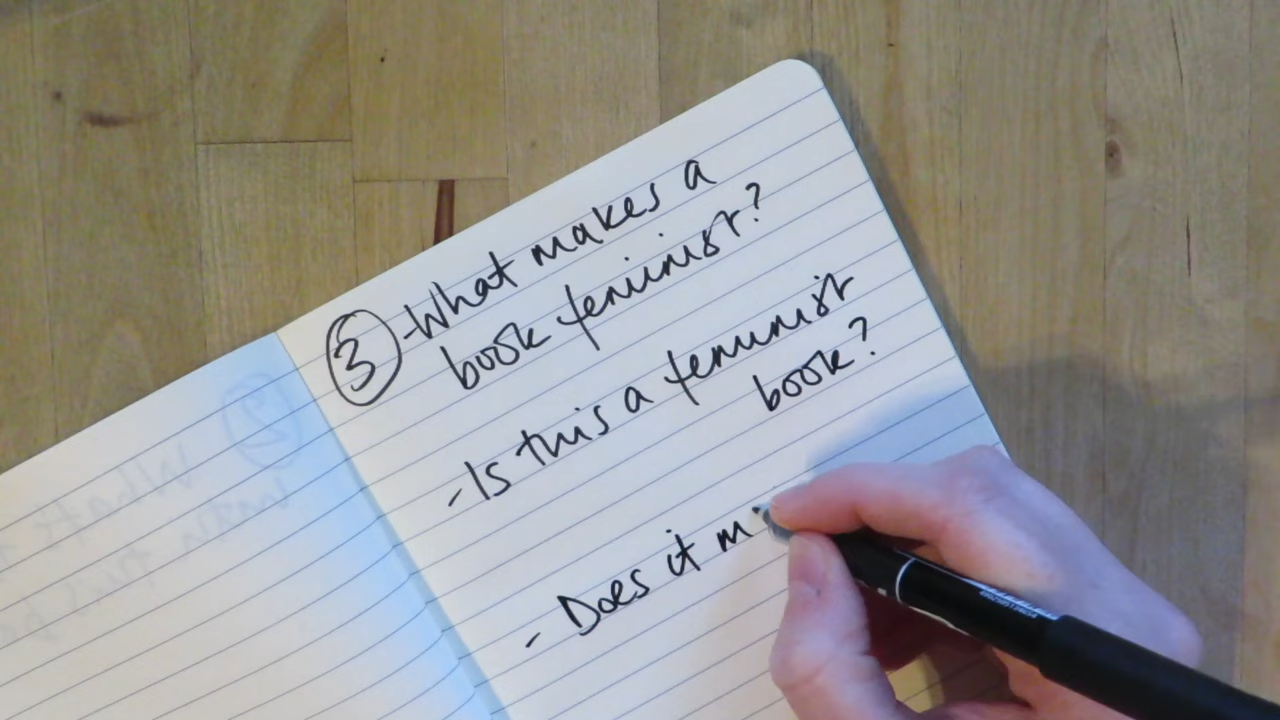 ③ -What makes a
book feminist?
- Is this a feminist
book?
- Does it m